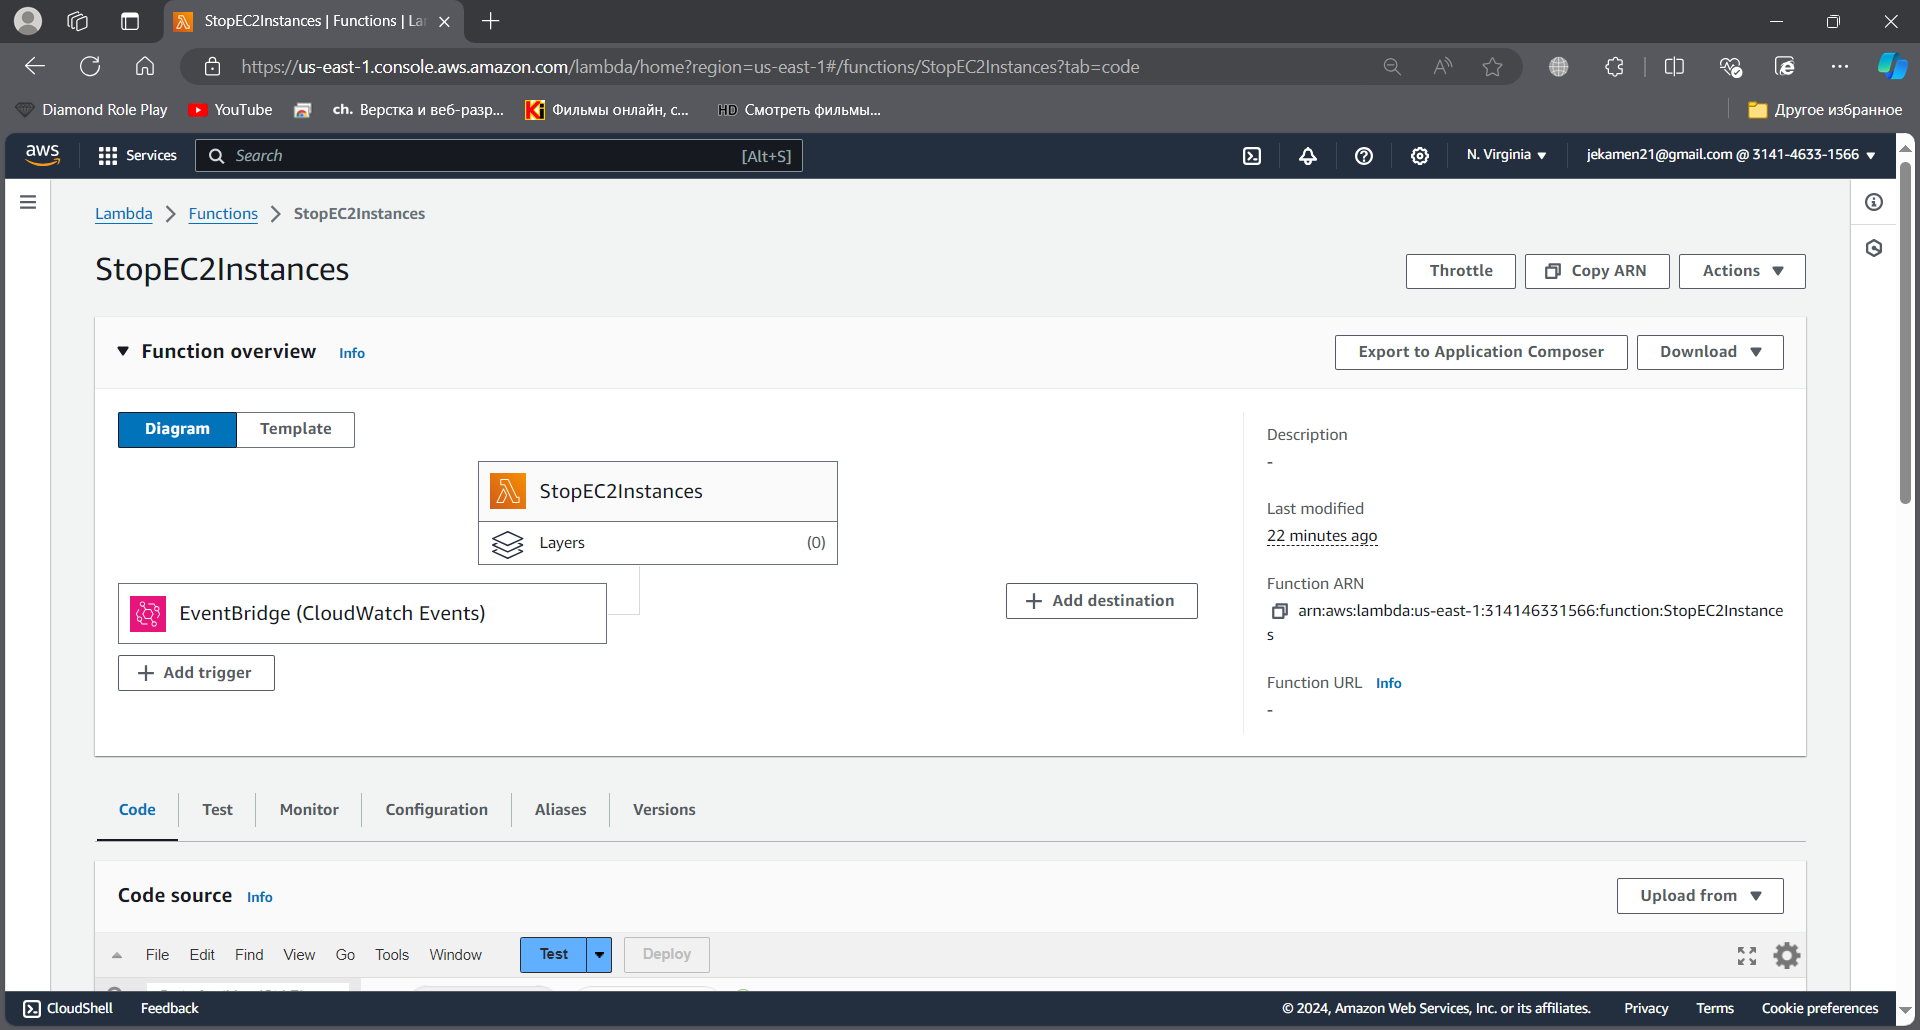 StopEC2Instances | Functions | La
https://us-east-1.console.aws.amazon.com/lambda/home?region=us-east-1#/functions/StopEC2Instances?tab=code
Diamond Role Play
YouTube
ch. Верстка и веб-разр...
Фильмы онлайн, с...
HD Смотреть фильмы...
Другое избранное
aws
Services
Search
[Alt+S]
N. Virginia
jekamen21@gmail.com @ 3141-4633-1566
Lambda
Functions
StopEC2Instances
StopEC2Instances
Throttle
Copy ARN
Actions
Function overview
Info
Export to Application Composer
Download
Diagram
Template
StopEC2Instances
Layers
(0)
EventBridge (CloudWatch Events)
+ Add trigger
+ Add destination
Description
-
Last modified
22 minutes ago
Function ARN
arn:aws:lambda:us-east-1:314146331566:function:StopEC2Instance
s
Function URL
Info
-
Code
Test
Monitor
Configuration
Aliases
Versions
Code source
Info
Upload from
File
Edit
Find
View
Go
Tools
Window
Test
Deploy
CloudShell
Feedback
© 2024, Amazon Web Services, Inc. or its affiliates.
Privacy
Terms
Cookie preferences